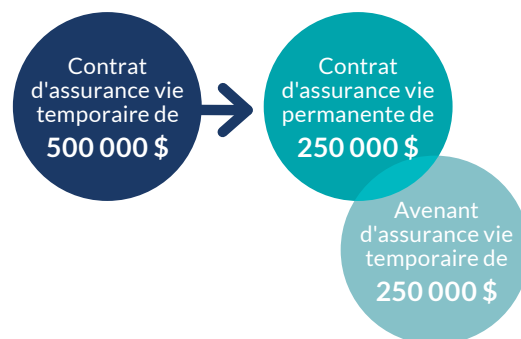 Contrat
d'assurance vie
temporaire de
500 000 $
Contrat
d'assurance vie
permanente de
250 000 $
Avenant
d'assurance vie
temporaire de
250 000 $